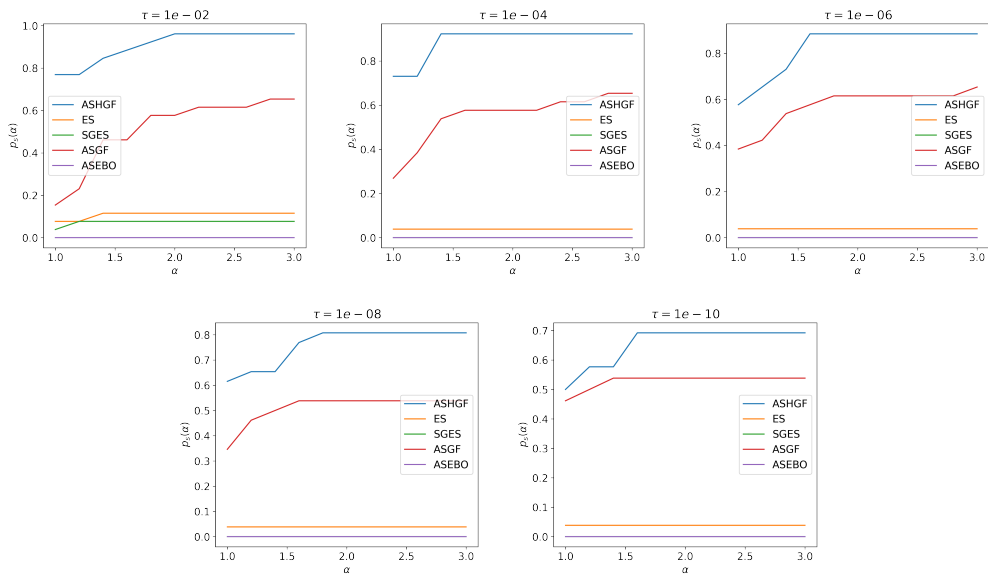 τ = 1e − 02
1.0
0.8
0.6
0.4
0.2
0.0
p_s(α)
ASHGF
ES
SGES
ASGF
ASEBO
1.0 1.5 2.0 2.5 3.0
α
τ = 1e − 04
0.8
0.6
0.4
0.2
0.0
p_s(α)
ASHGF
ES
SGES
ASGF
ASEBO
1.0 1.5 2.0 2.5 3.0
α
τ = 1e − 06
0.8
0.6
0.4
0.2
0.0
p_s(α)
ASHGF
ES
SGES
ASGF
ASEBO
1.0 1.5 2.0 2.5 3.0
α
τ = 1e − 08
0.8
0.7
0.6
0.5
0.4
0.3
0.2
0.1
0.0
p_s(α)
ASHGF
ES
SGES
ASGF
ASEBO
1.0 1.5 2.0 2.5 3.0
α
τ = 1e − 10
0.7
0.6
0.5
0.4
0.3
0.2
0.1
0.0
p_s(α)
ASHGF
ES
SGES
ASGF
ASEBO
1.0 1.5 2.0 2.5 3.0
α